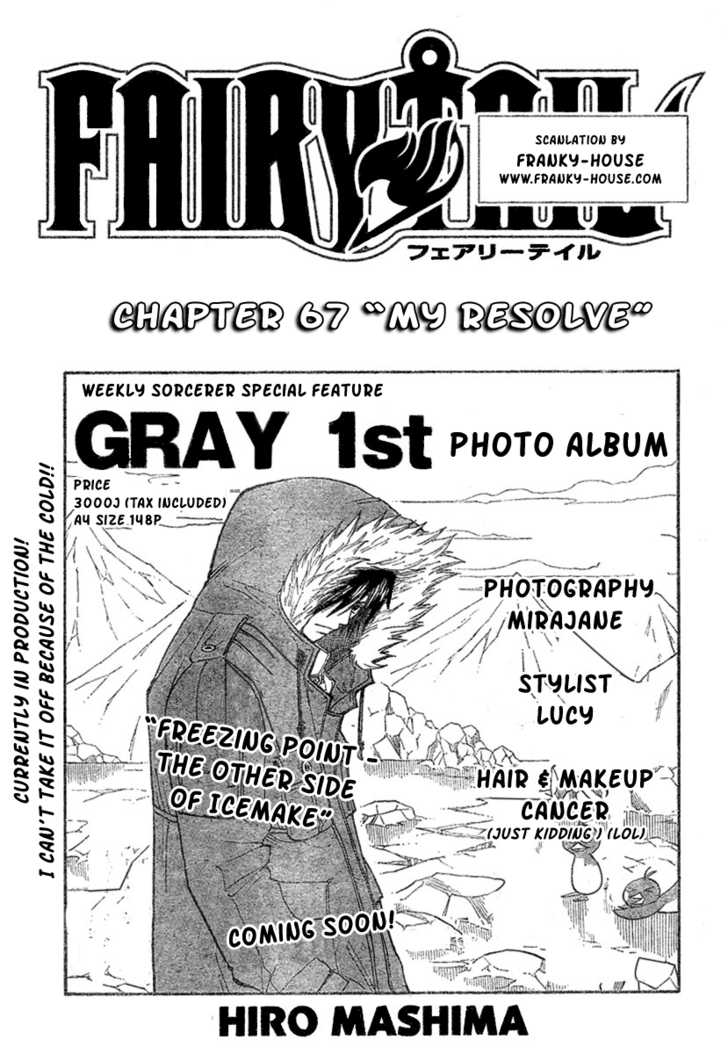 FAIRY TAIL
SCANLATION BY
FRANKY-HOUSE
WWW.FRANKY-HOUSE.COM
フェアリーテイル
CHAPTER 67 "MY RESOLVE"
WEEKLY SORCERER SPECIAL FEATURE
GRAY 1st PHOTO ALBUM
PRICE
3000J (TAX INCLUDED)
A4 SIZE 148P
CURRENTLY IN PRODUCTION!
I CAN'T TAKE IT OFF BECAUSE OF THE COLD!!
PHOTOGRAPHY
MIRAJANE
STYLIST
LUCY
"FREEZING POINT -
THE OTHER SIDE
OF ICEMAKE"
HAIR & MAKEUP
CANCER
(JUST KIDDING) (LOL)
COMING SOON!
HIRO MASHIMA